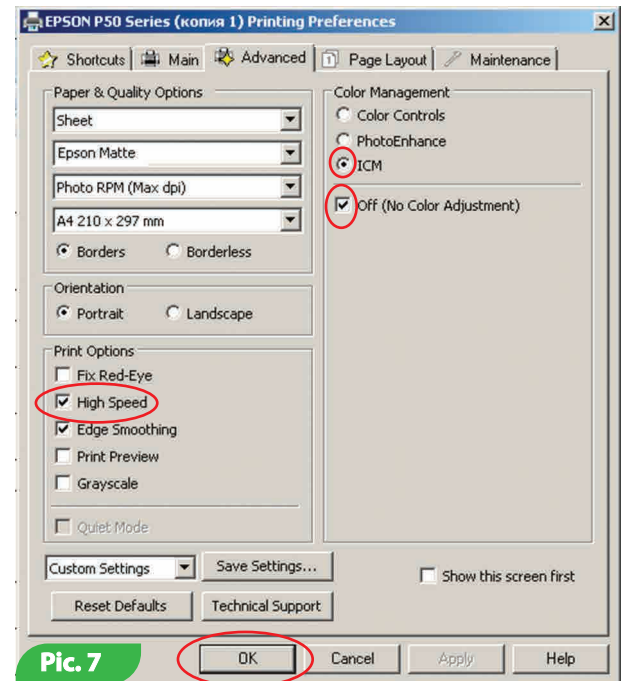 EPSON P50 Series (копия 1) Printing Preferences
Shortcuts Main Advanced Page Layout Maintenance
Paper & Quality Options
Sheet
Epson Matte
Photo RPM (Max dpi)
A4 210 x 297 mm
Borders Borderless
Orientation
Portrait Landscape
Print Options
Fix Red-Eye
High Speed
Edge Smoothing
Print Preview
Grayscale
Quiet Mode
Color Management
Color Controls
PhotoEnhance
ICM
Off (No Color Adjustment)
Custom Settings Save Settings...
Show this screen first
Reset Defaults Technical Support
Pic. 7
OK Cancel Apply Help